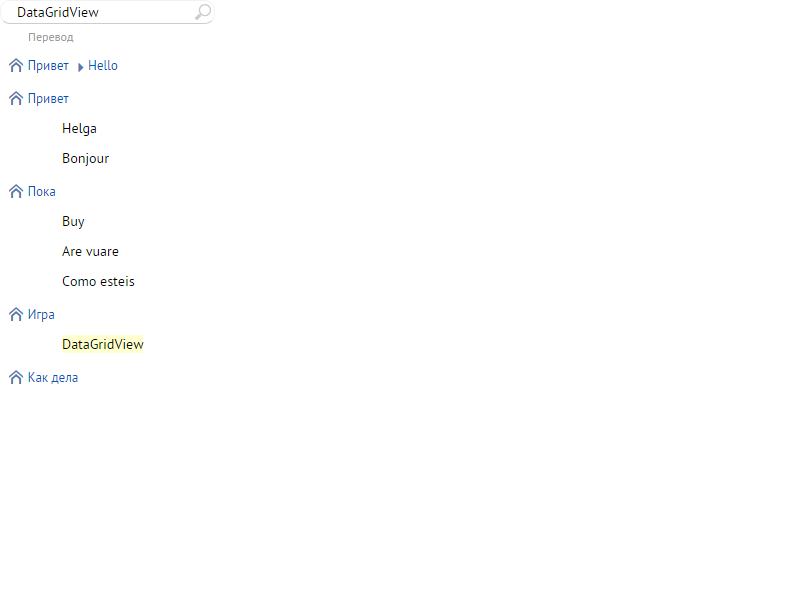 DataGridView
Перевод
Привет Hello
Привет
Helga
Bonjour
Пока
Buy
Are vuare
Como esteis
Игра
DataGridView
Как дела